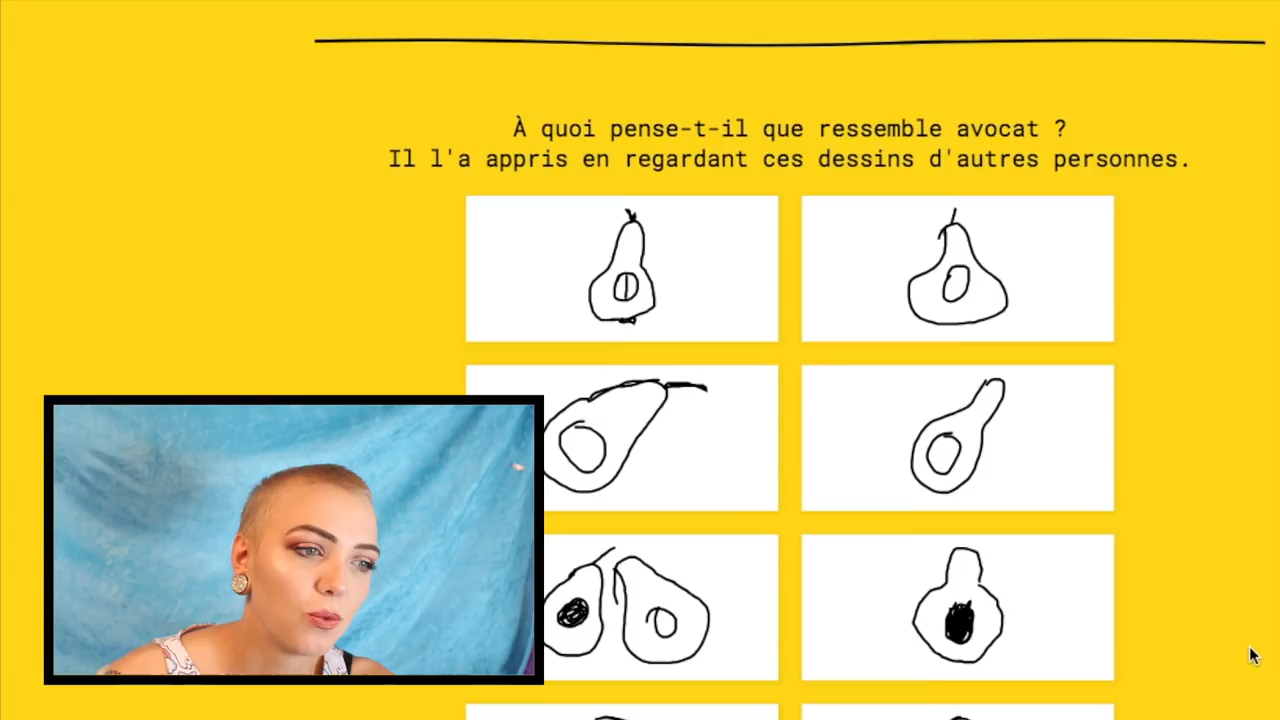 À quoi pense-t-il que ressemble avocat ?
Il l'a appris en regardant ces dessins d'autres personnes.